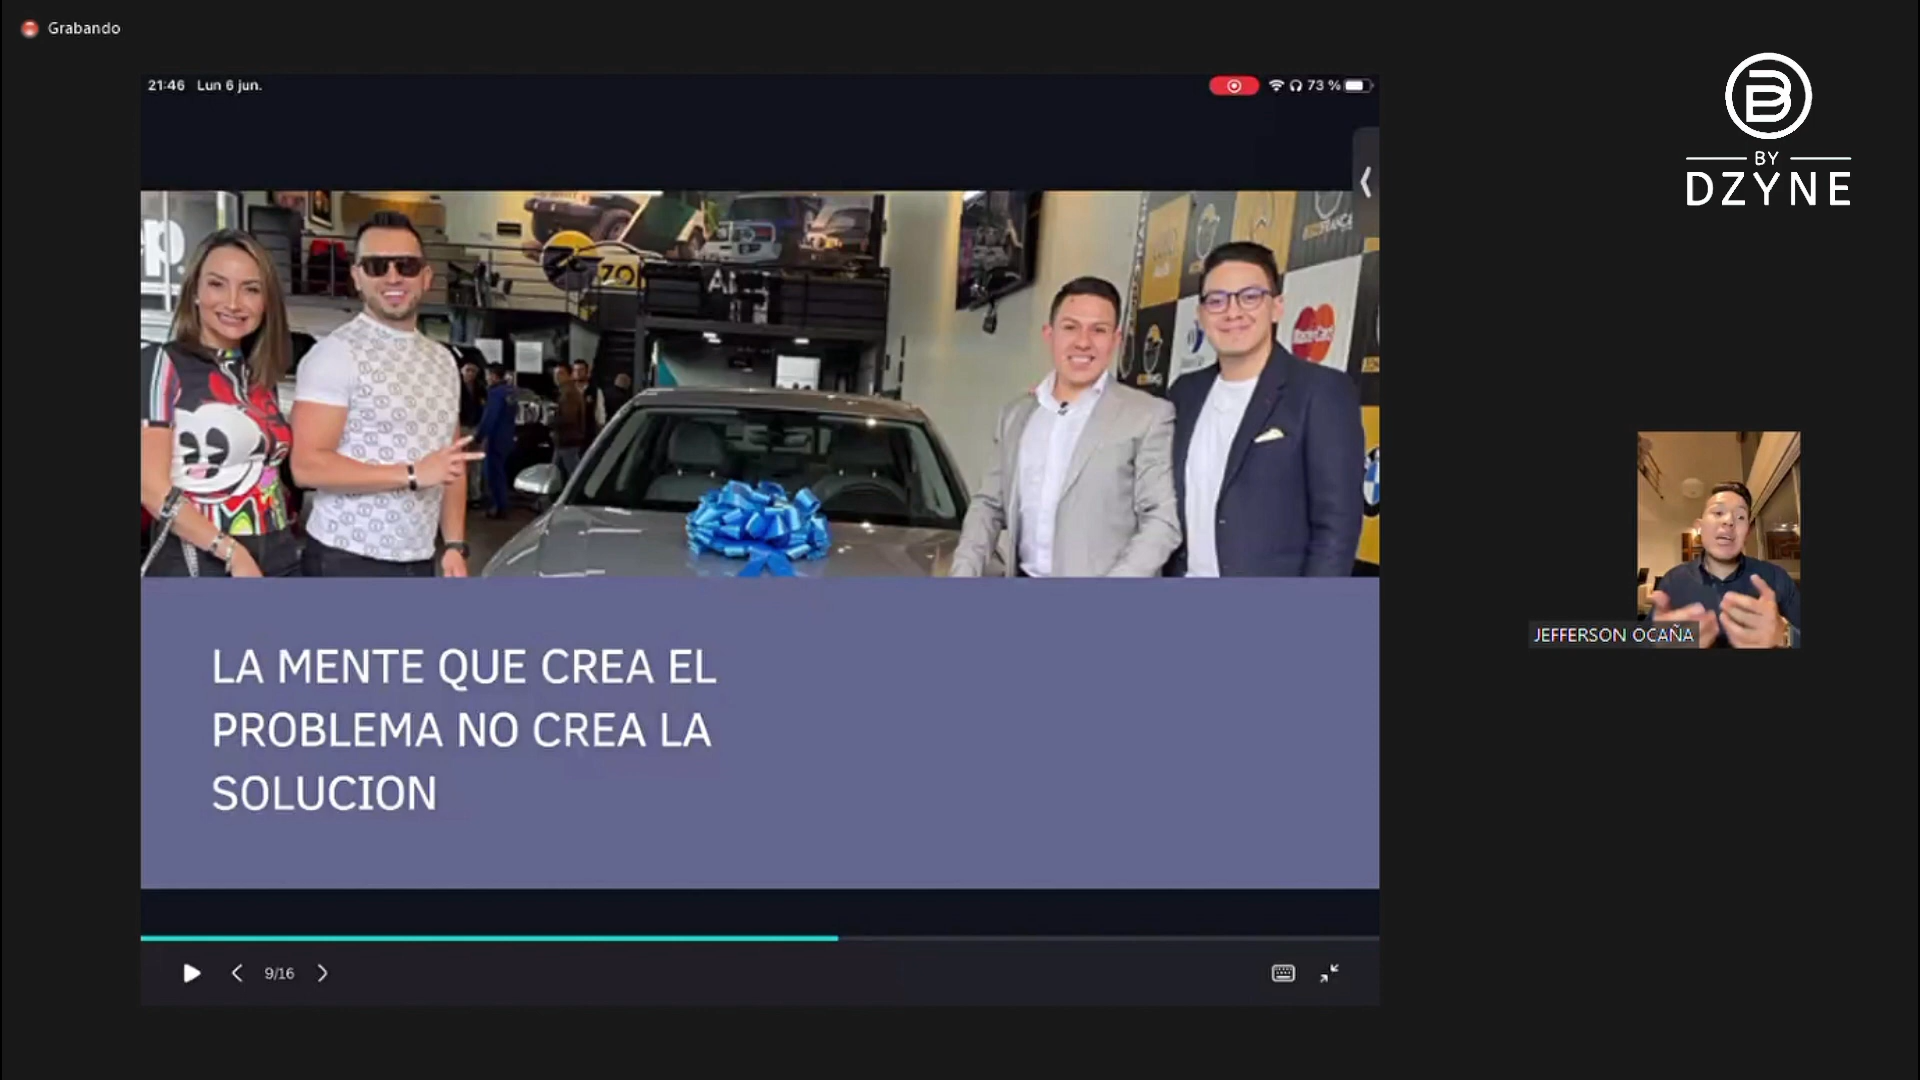 Grabando
21:46 Lun 6 jun.
73 %
B
BY
DZYNE
LA MENTE QUE CREA EL
PROBLEMA NO CREA LA
SOLUCION
JEFFERSON OCAÑA
9/16
MasterCard